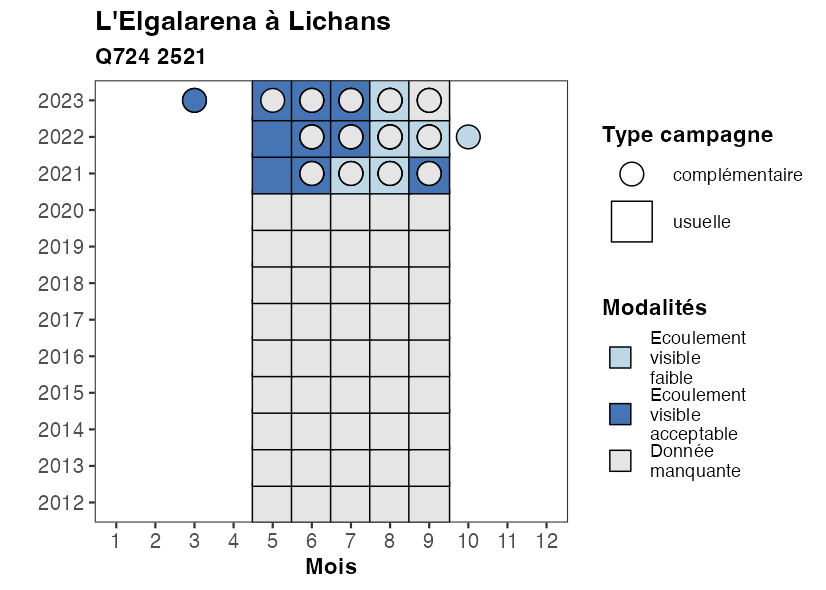 L'Elgalarena à Lichans
Q724 2521
2023
2022
2021
2020
2019
2018
2017
2016
2015
2014
2013
2012
1 2 3 4 5 6 7 8 9 10 11 12
Mois
Type campagne
complémentaire
usuelle
Modalités
Ecoulement
visible
faible
Ecoulement
visible
acceptable
Donnée
manquante